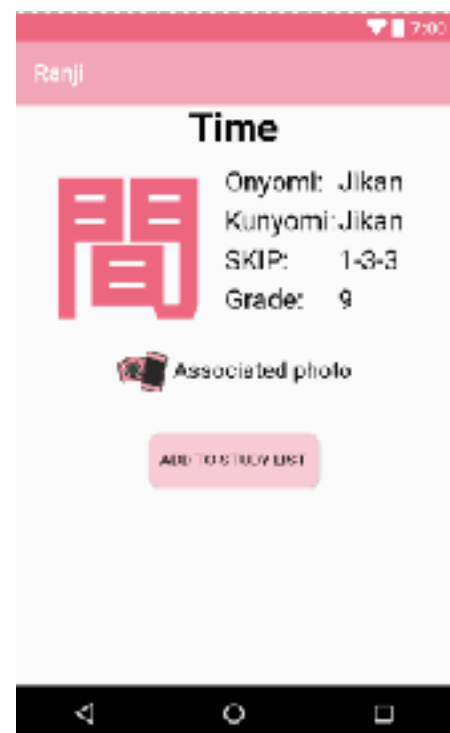 7:00
Ranji
Time
間
Onyomi: Jikan
Kunyomi: Jikan
SKIP: 1-3-3
Grade: 9
Associated photo
ADD TO STUDY LIST